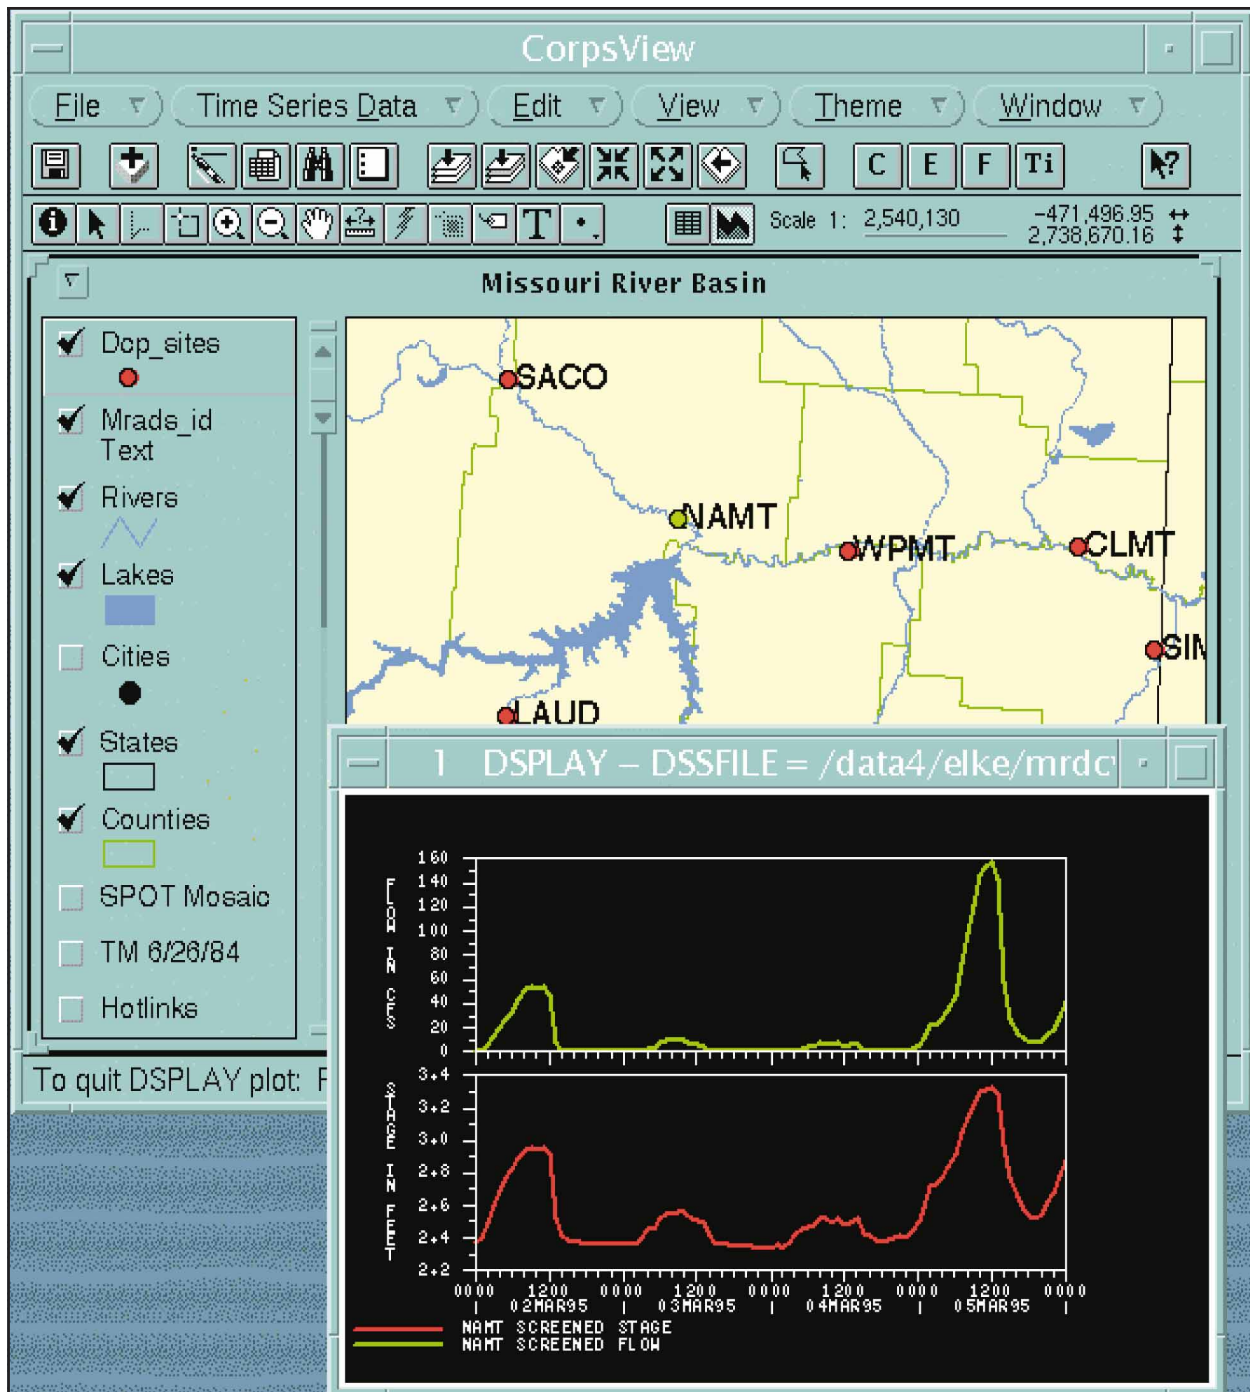 CorpsView
File Time Series Data Edit View Theme Window
C E F Ti ?
i ? T Scale 1: 2,540,130 -471,496.95
2,738,670.16
Missouri River Basin
Dcp_sites
Mrads_id
Text
Rivers
Lakes
Cities
States
Counties
SPOT Mosaic
TM 6/26/84
Hotlinks
SACO
NAMT
WPMT
CLMT
SIM
LAUD
To quit DSPLAY plot:
1 DSPLAY - DSSFILE = /data4/elke/mrdc
FLOW IN CFS
160
140
120
100
80
60
40
20
0
STAGE IN FEET
3.4
3.2
3.0
2.8
2.6
2.4
2.2
0000 1200 0000 1200 0000 1200 0000 1200 0000
02MAR95 03MAR95 04MAR95 05MAR95
NAMT SCREENED STAGE
NAMT SCREENED FLOW